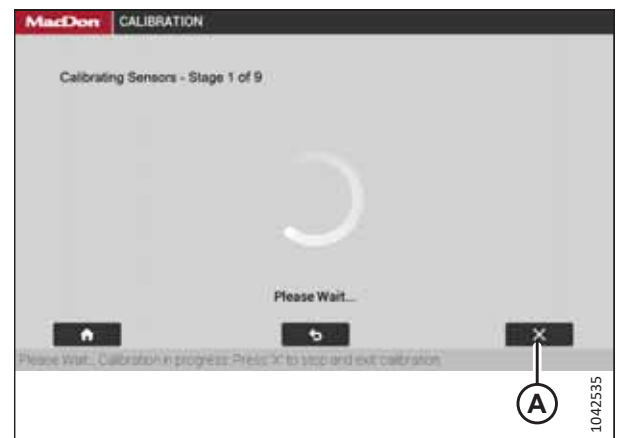 MacDon CALIBRATION
Calibrating Sensors - Stage 1 of 9
Please Wait...
Please Wait... Calibration in progress. Press 'X' to stop and exit calibration
A
1042535